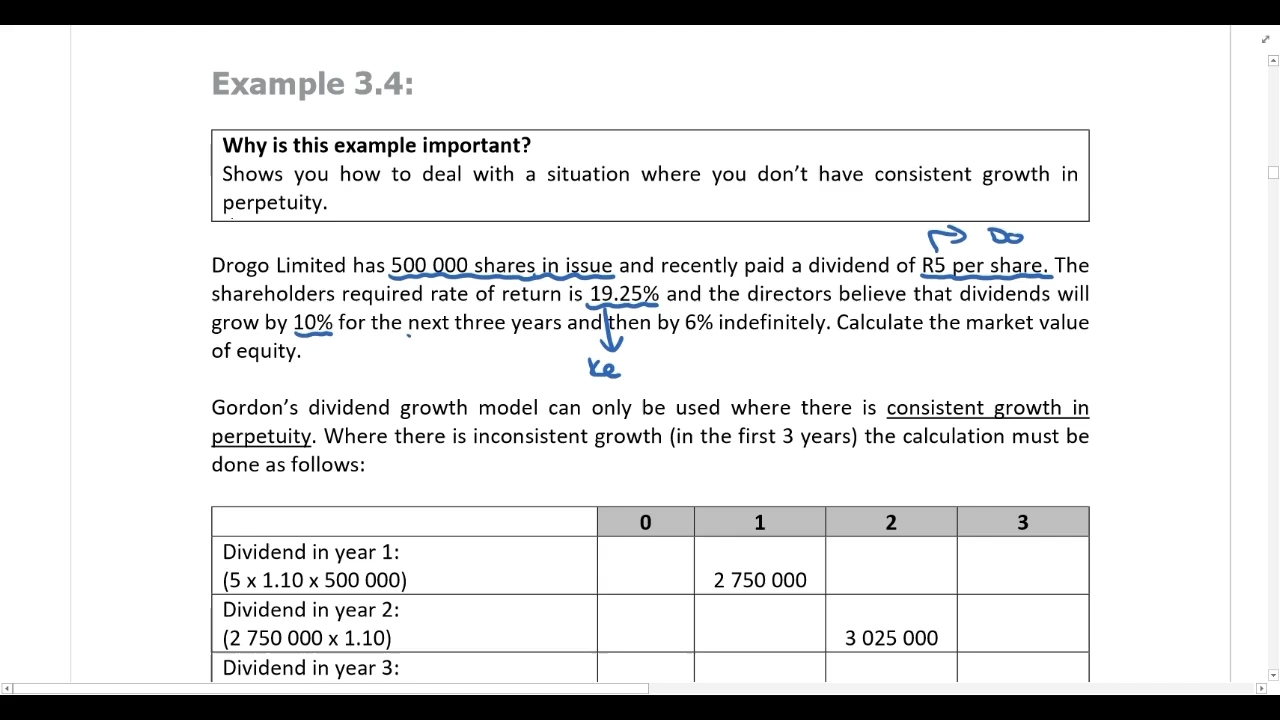 Example 3.4:
Why is this example important?
Shows you how to deal with a situation where you don't have consistent growth in
perpetuity.
Do
Drogo Limited has 500 000 shares in issue and recently paid a dividend of R5 per share. The
shareholders required rate of return is 19.25% and the directors believe that dividends will
grow by 10% for the next three years and then by 6% indefinitely. Calculate the market value
of equity.
Ke
Gordon's dividend growth model can only be used where there is consistent growth in
perpetuity. Where there is inconsistent growth (in the first 3 years) the calculation must be
done as follows:
0 1 2 3
Dividend in year 1:
(5 x 1.10 x 500 000) 2 750 000
Dividend in year 2:
(2 750 000 x 1.10) 3 025 000
Dividend in year 3: